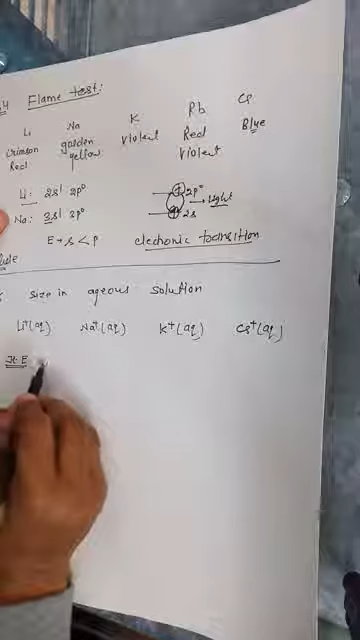 Flame test:
Li Na K Rb Cs
Crimson Red golden yellow Violet Red Violet Blue
Li: 2s¹ 2p⁰
2p⁰ → light
Na: 3s¹ 2p⁰
2s
E → s < p electronic transition
size in aqeous solution
Li⁺(aq) Na⁺(aq) K⁺(aq) Cs⁺(aq)
H.E